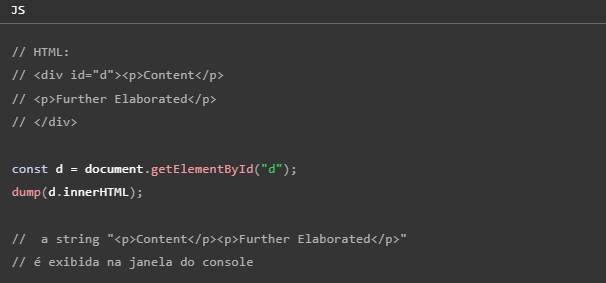 JS
// HTML:
// <div id="d"><p>Content</p>
// <p>Further Elaborated</p>
// </div>
const d = document.getElementById("d");
dump(d.innerHTML);
//  a string "<p>Content</p><p>Further Elaborated</p>"
// é exibida na janela do console